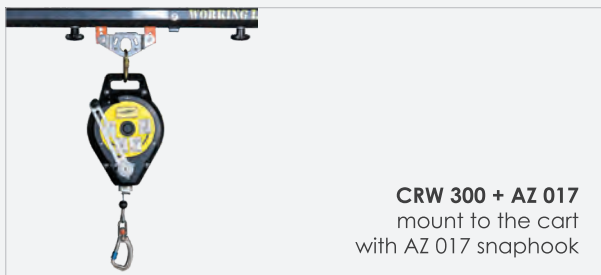 WORKING L
CRW 300 + AZ 017
mount to the cart
with AZ 017 snaphook